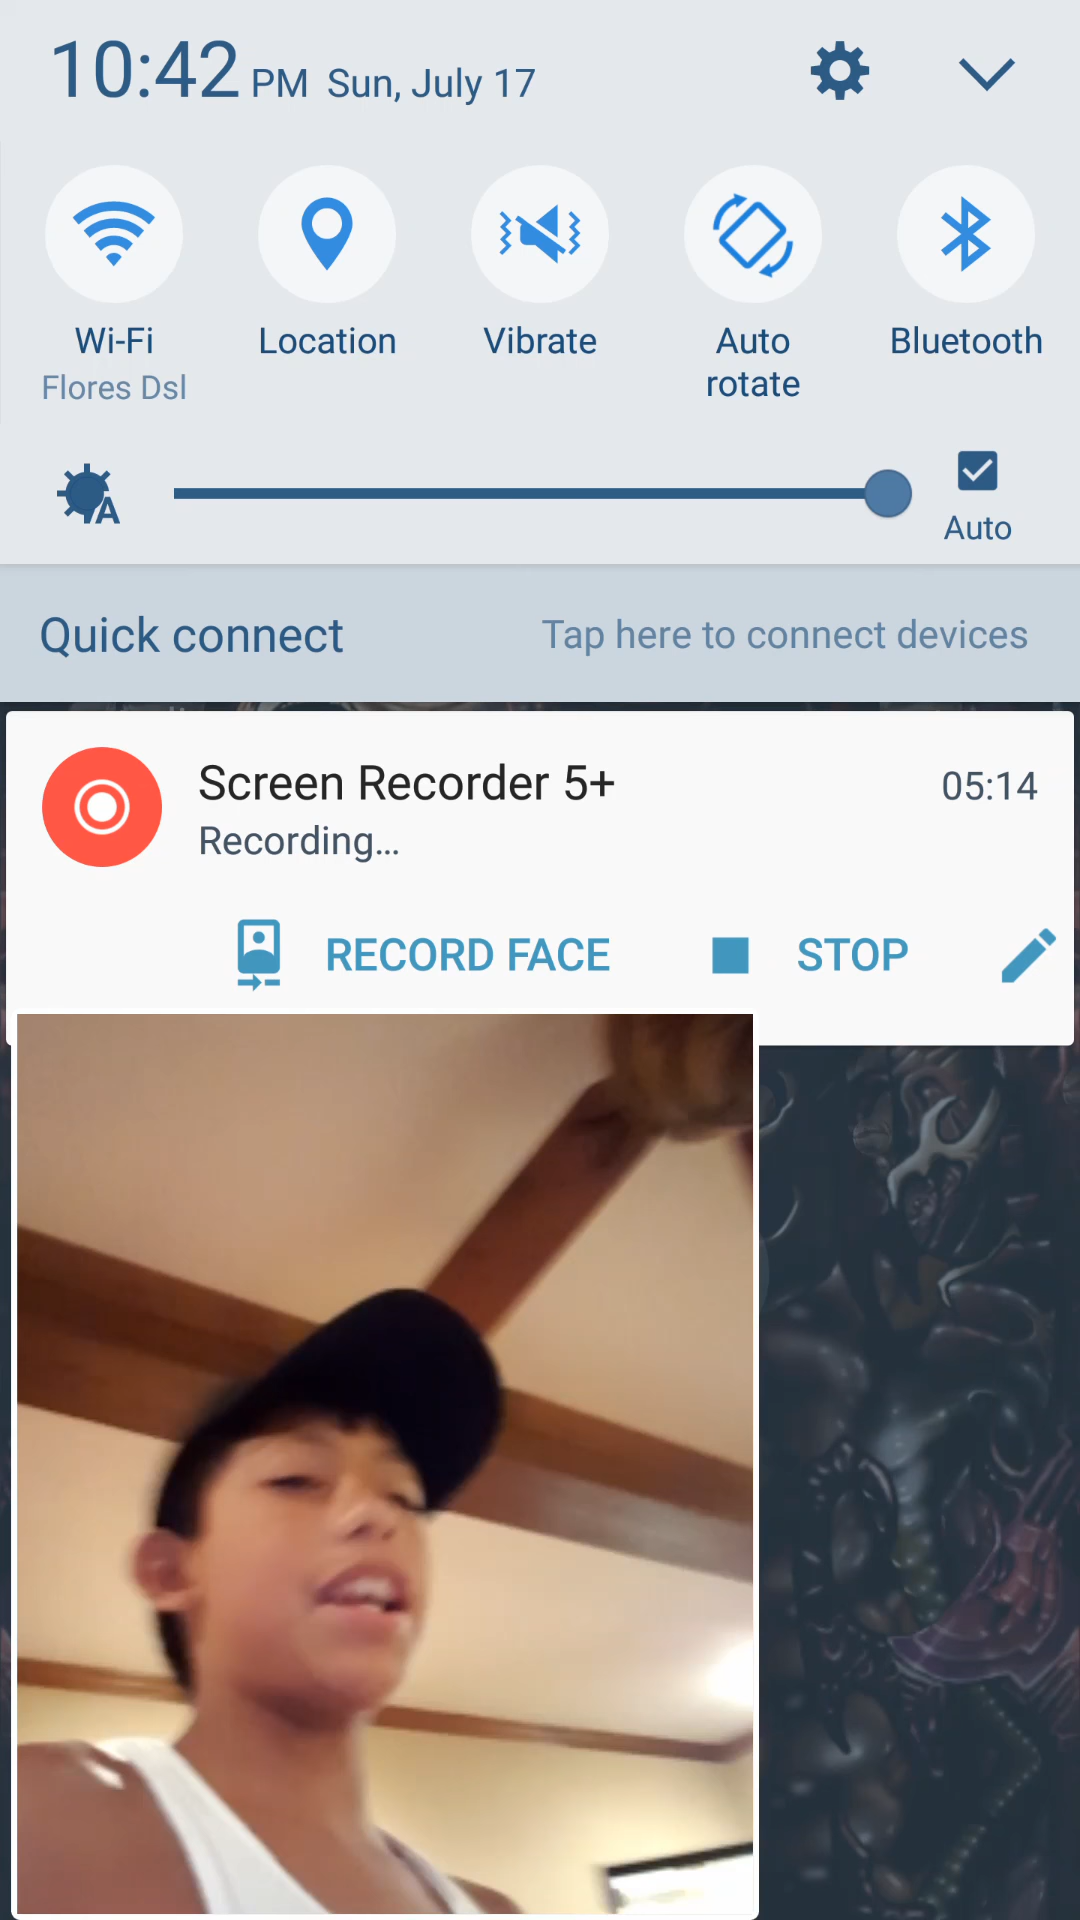 10:42 PM Sun, July 17
Wi-Fi
Flores Dsl
Location
Vibrate
Auto
rotate
Bluetooth
A
Auto
Quick connect
Tap here to connect devices
Screen Recorder 5+
05:14
Recording...
RECORD FACE
STOP